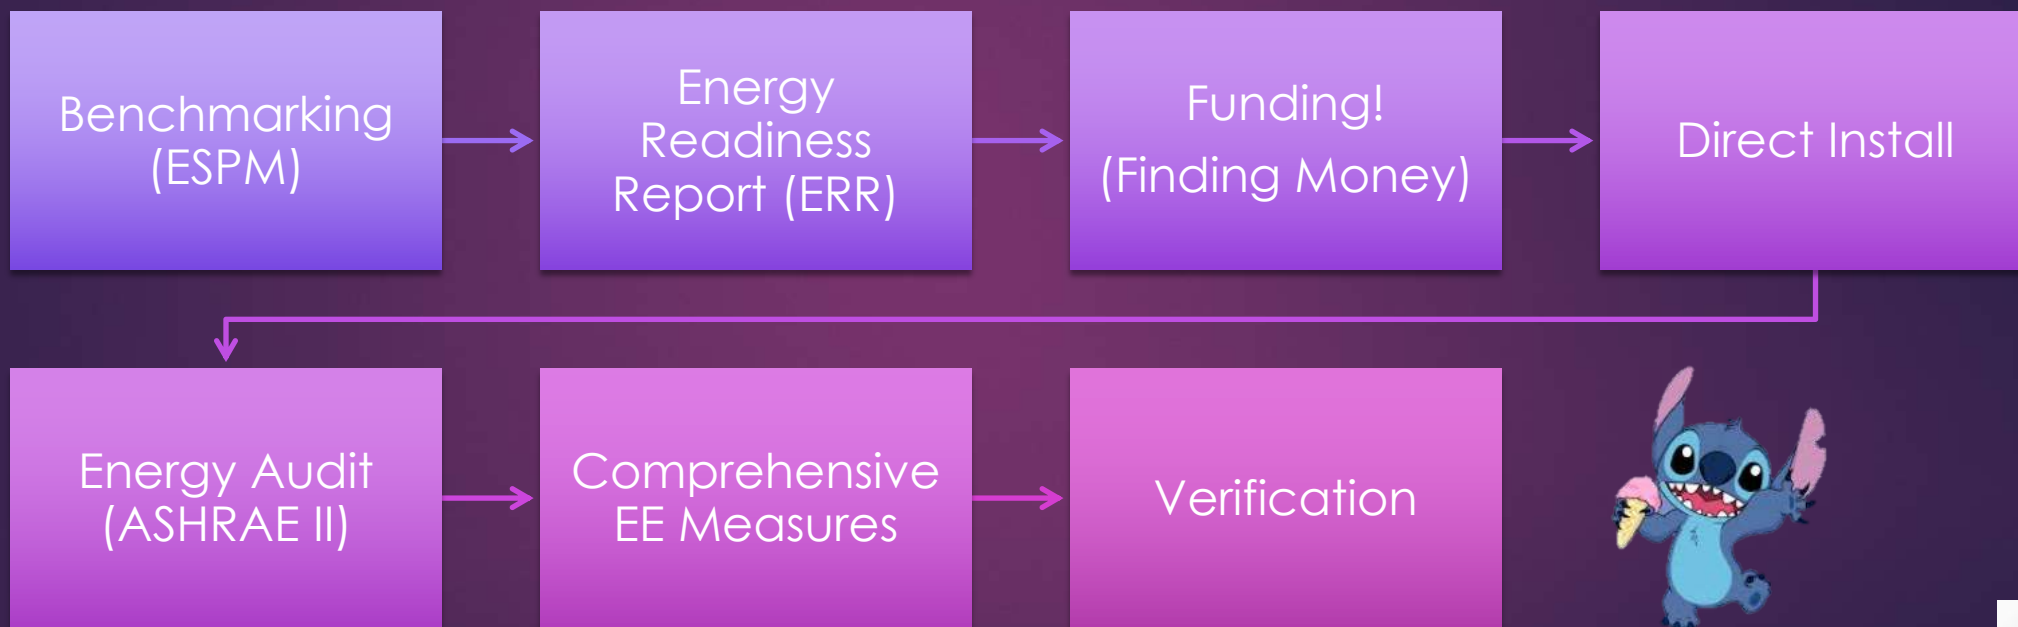 Benchmarking
(ESPM)
Energy
Readiness
Report (ERR)
Funding!
(Finding Money)
Direct Install
Energy Audit
(ASHRAE II)
Comprehensive
EE Measures
Verification